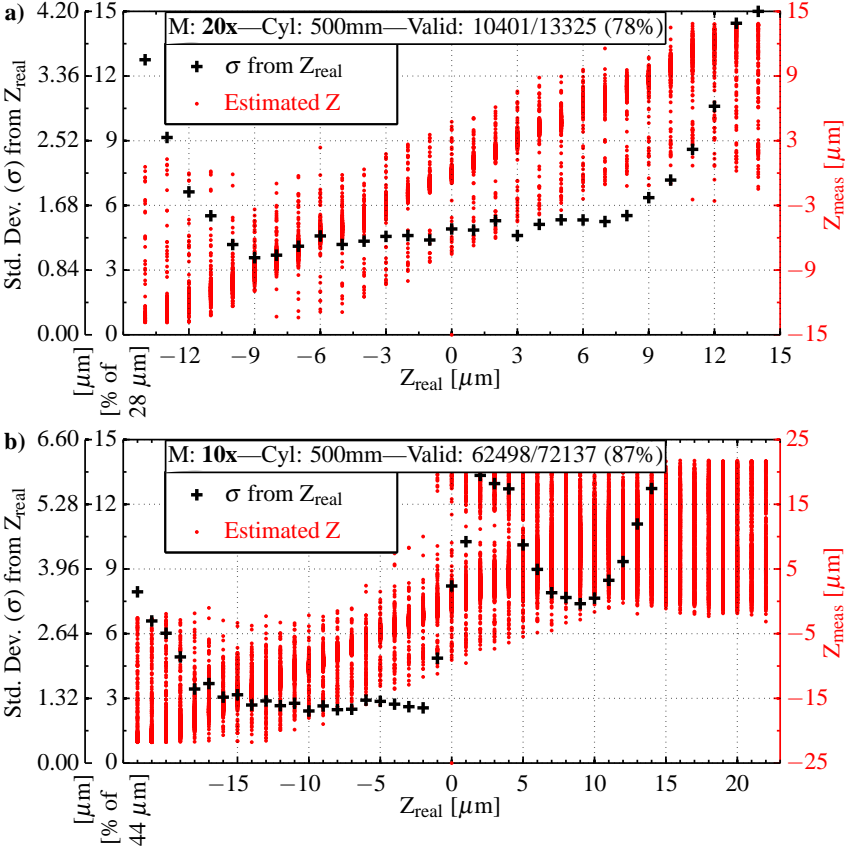 a)
M: 20x—Cyl: 500mm—Valid: 10401/13325 (78%)
σ from Z_real
Estimated Z
Std. Dev. (σ) from Z_real
4.20
3.36
2.52
1.68
0.84
0.00
15
12
9
6
3
0
15
9
3
−3
−9
−15
Z_meas [μm]
−12 −9 −6 −3 0 3 6 9 12 15
Z_real [μm]
[μm]
[% of
28 μm]
b)
M: 10x—Cyl: 500mm—Valid: 62498/72137 (87%)
σ from Z_real
Estimated Z
Std. Dev. (σ) from Z_real
6.60
5.28
3.96
2.64
1.32
0.00
15
12
9
6
3
0
25
15
5
−5
−15
−25
Z_meas [μm]
−15 −10 −5 0 5 10 15 20
Z_real [μm]
[μm]
[% of
44 μm]